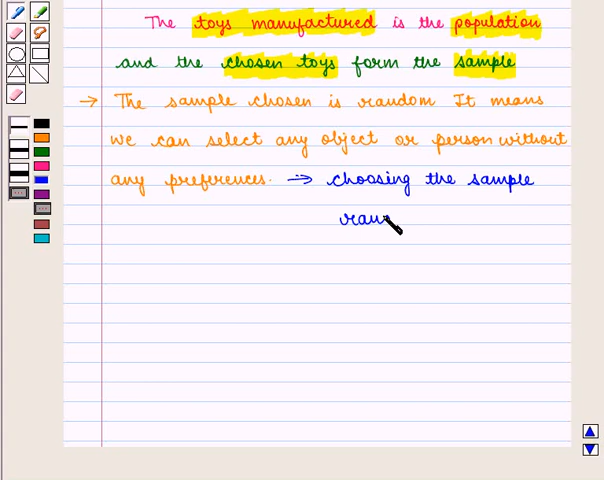 The toys manufactured is the population
and the chosen toys form the sample
→ The sample chosen is random It means
we can select any object or person without
any preferences. → choosing the sample
ran